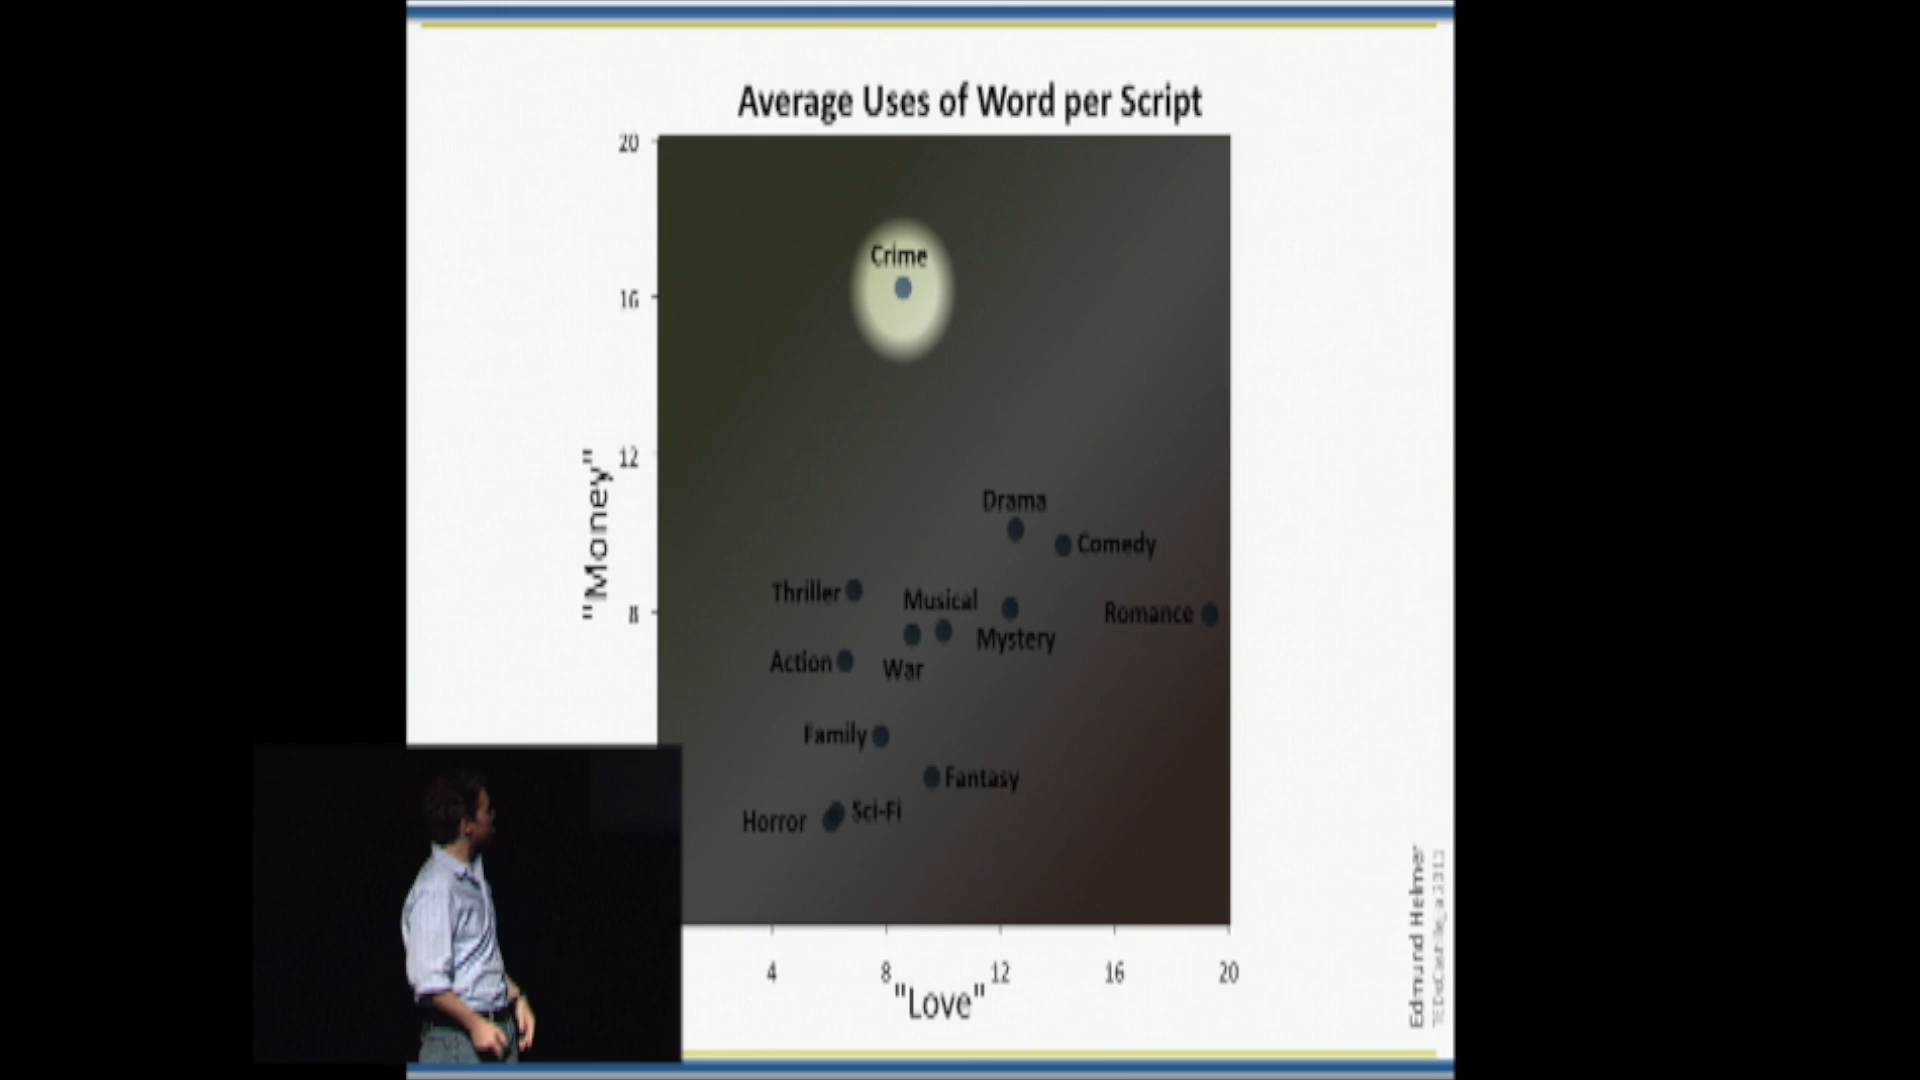 Average Uses of Word per Script
20
16
12
8
"Money"
Crime
Drama
Comedy
Thriller
Musical
Mystery
Romance
Action
War
Family
Fantasy
Sci-Fi
Horror
4
8
12
16
20
"Love"
Edmund Helmer